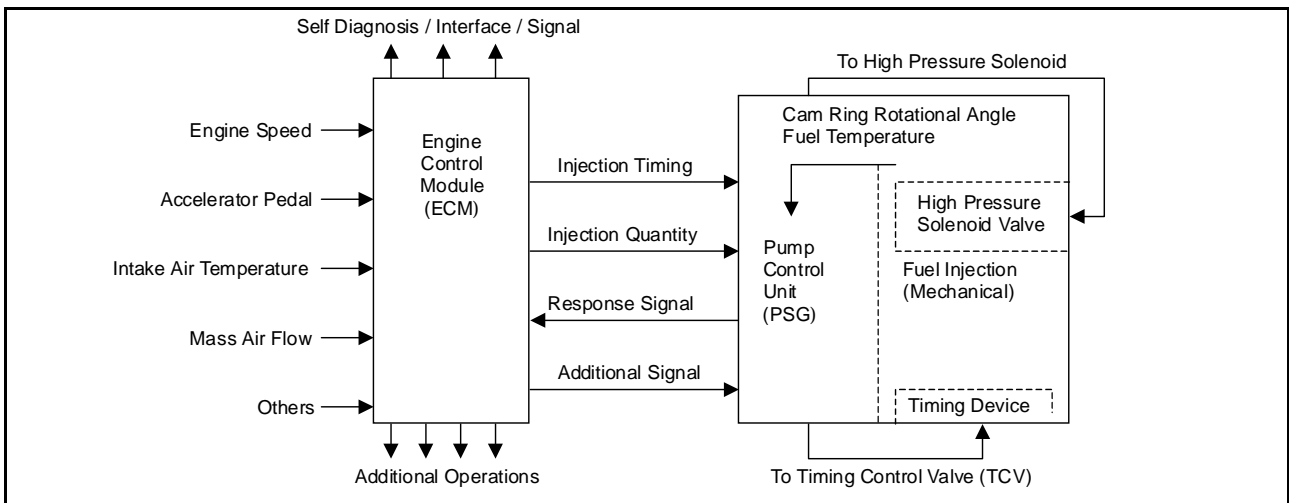 Self Diagnosis / Interface / Signal
To High Pressure Solenoid
Engine Speed
Accelerator Pedal
Intake Air Temperature
Mass Air Flow
Others
Engine
Control
Module
(ECM)
Injection Timing
Injection Quantity
Response Signal
Additional Signal
Cam Ring Rotational Angle
Fuel Temperature
High Pressure
Solenoid Valve
Pump
Control
Unit
(PSG)
Fuel Injection
(Mechanical)
Timing Device
Additional Operations
To Timing Control Valve (TCV)